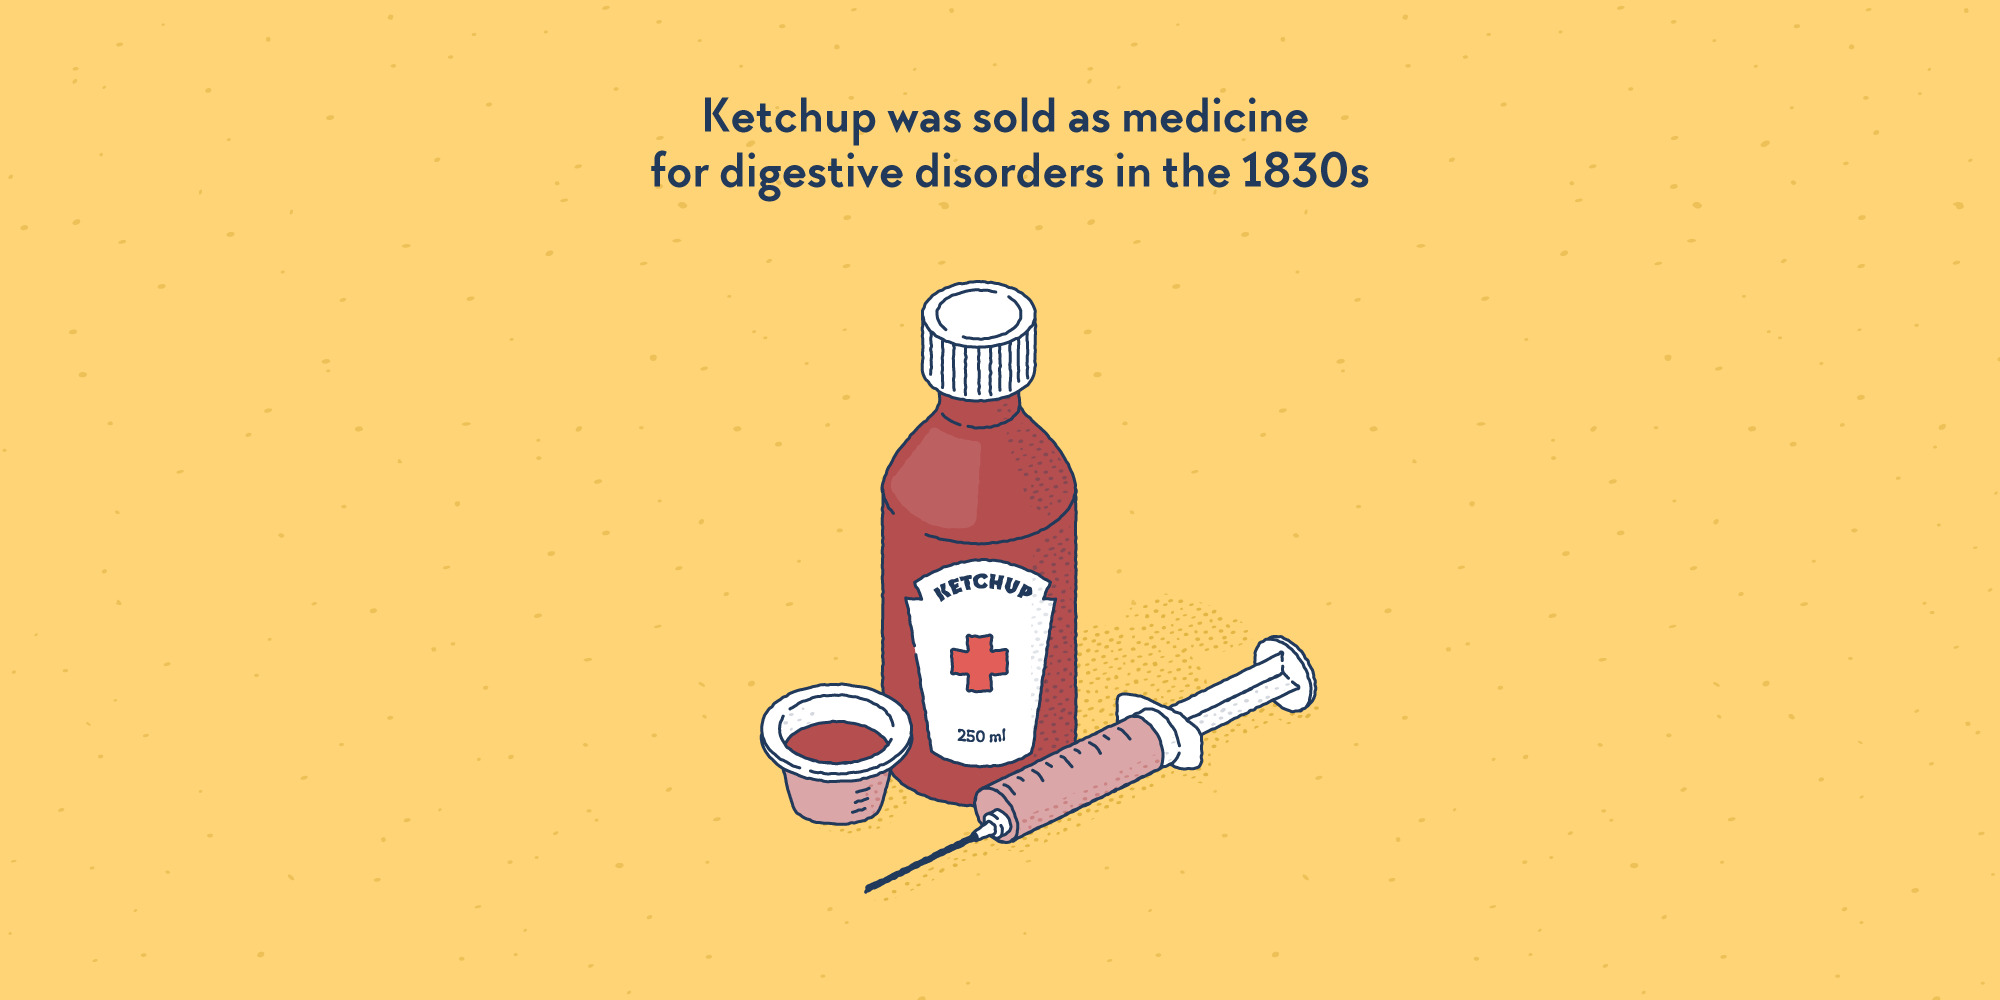 Ketchup was sold as medicine
for digestive disorders in the 1830s
KETCHUP
250 ml